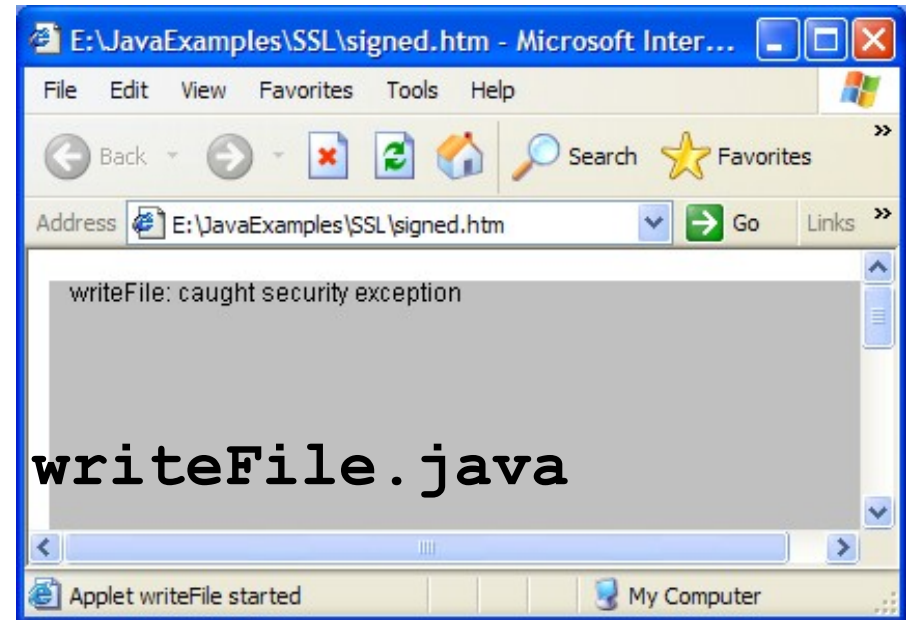 E:\JavaExamples\SSL\signed.htm - Microsoft Inter...
File Edit View Favorites Tools Help
Back Search Favorites »
Address E:\JavaExamples\SSL\signed.htm Go Links »
writeFile: caught security exception
writeFile.java
Applet writeFile started My Computer